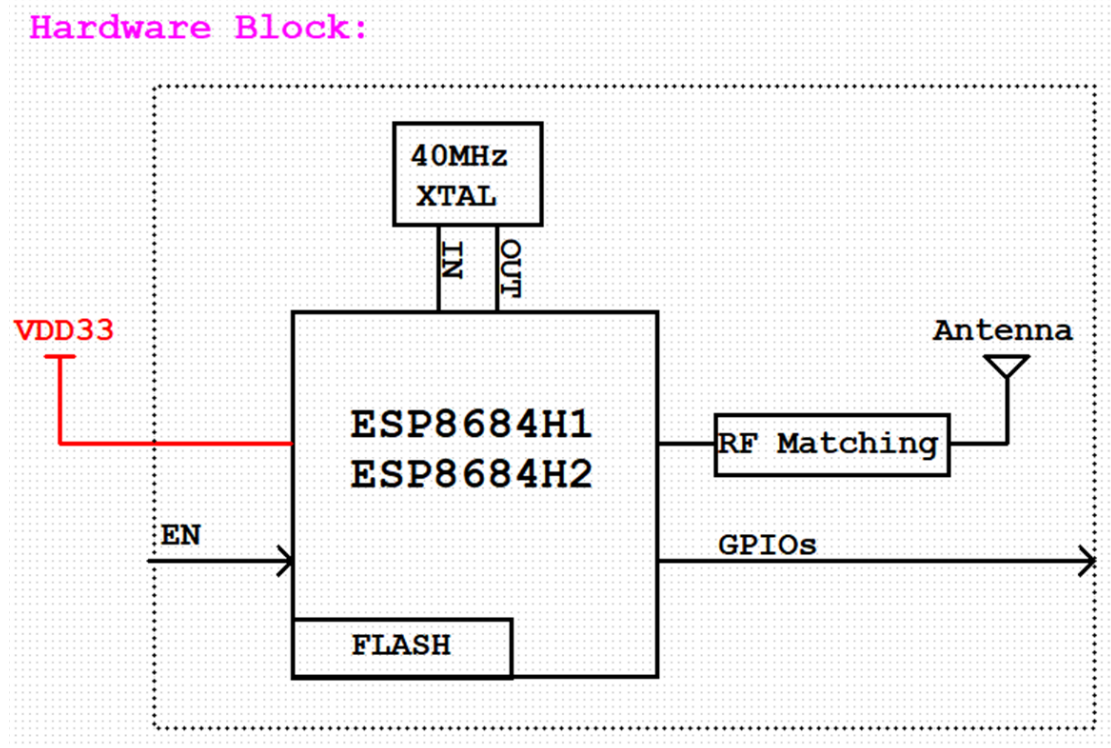 Hardware Block:
40MHz
XTAL
IN
OUT
VDD33
Antenna
ESP8684H1
ESP8684H2
RF Matching
EN
GPIOs
FLASH